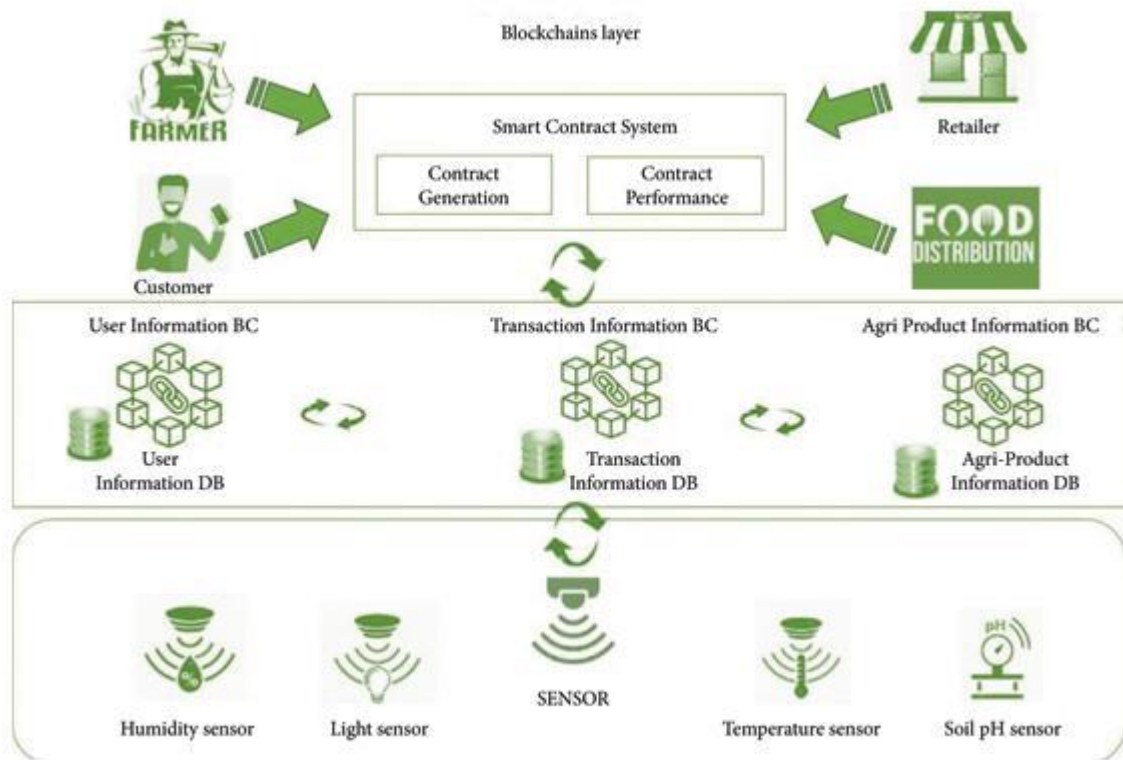 Blockchains layer
SHOP
FARMER
Smart Contract System
Retailer
Contract
Generation
Contract
Performance
FOOD
DISTRIBUTION
Customer
User Information BC
Transaction Information BC
Agri Product Information BC
User
Information DB
Transaction
Information DB
Agri-Product
Information DB
pH
%
SENSOR
Humidity sensor
Light sensor
Temperature sensor
Soil pH sensor